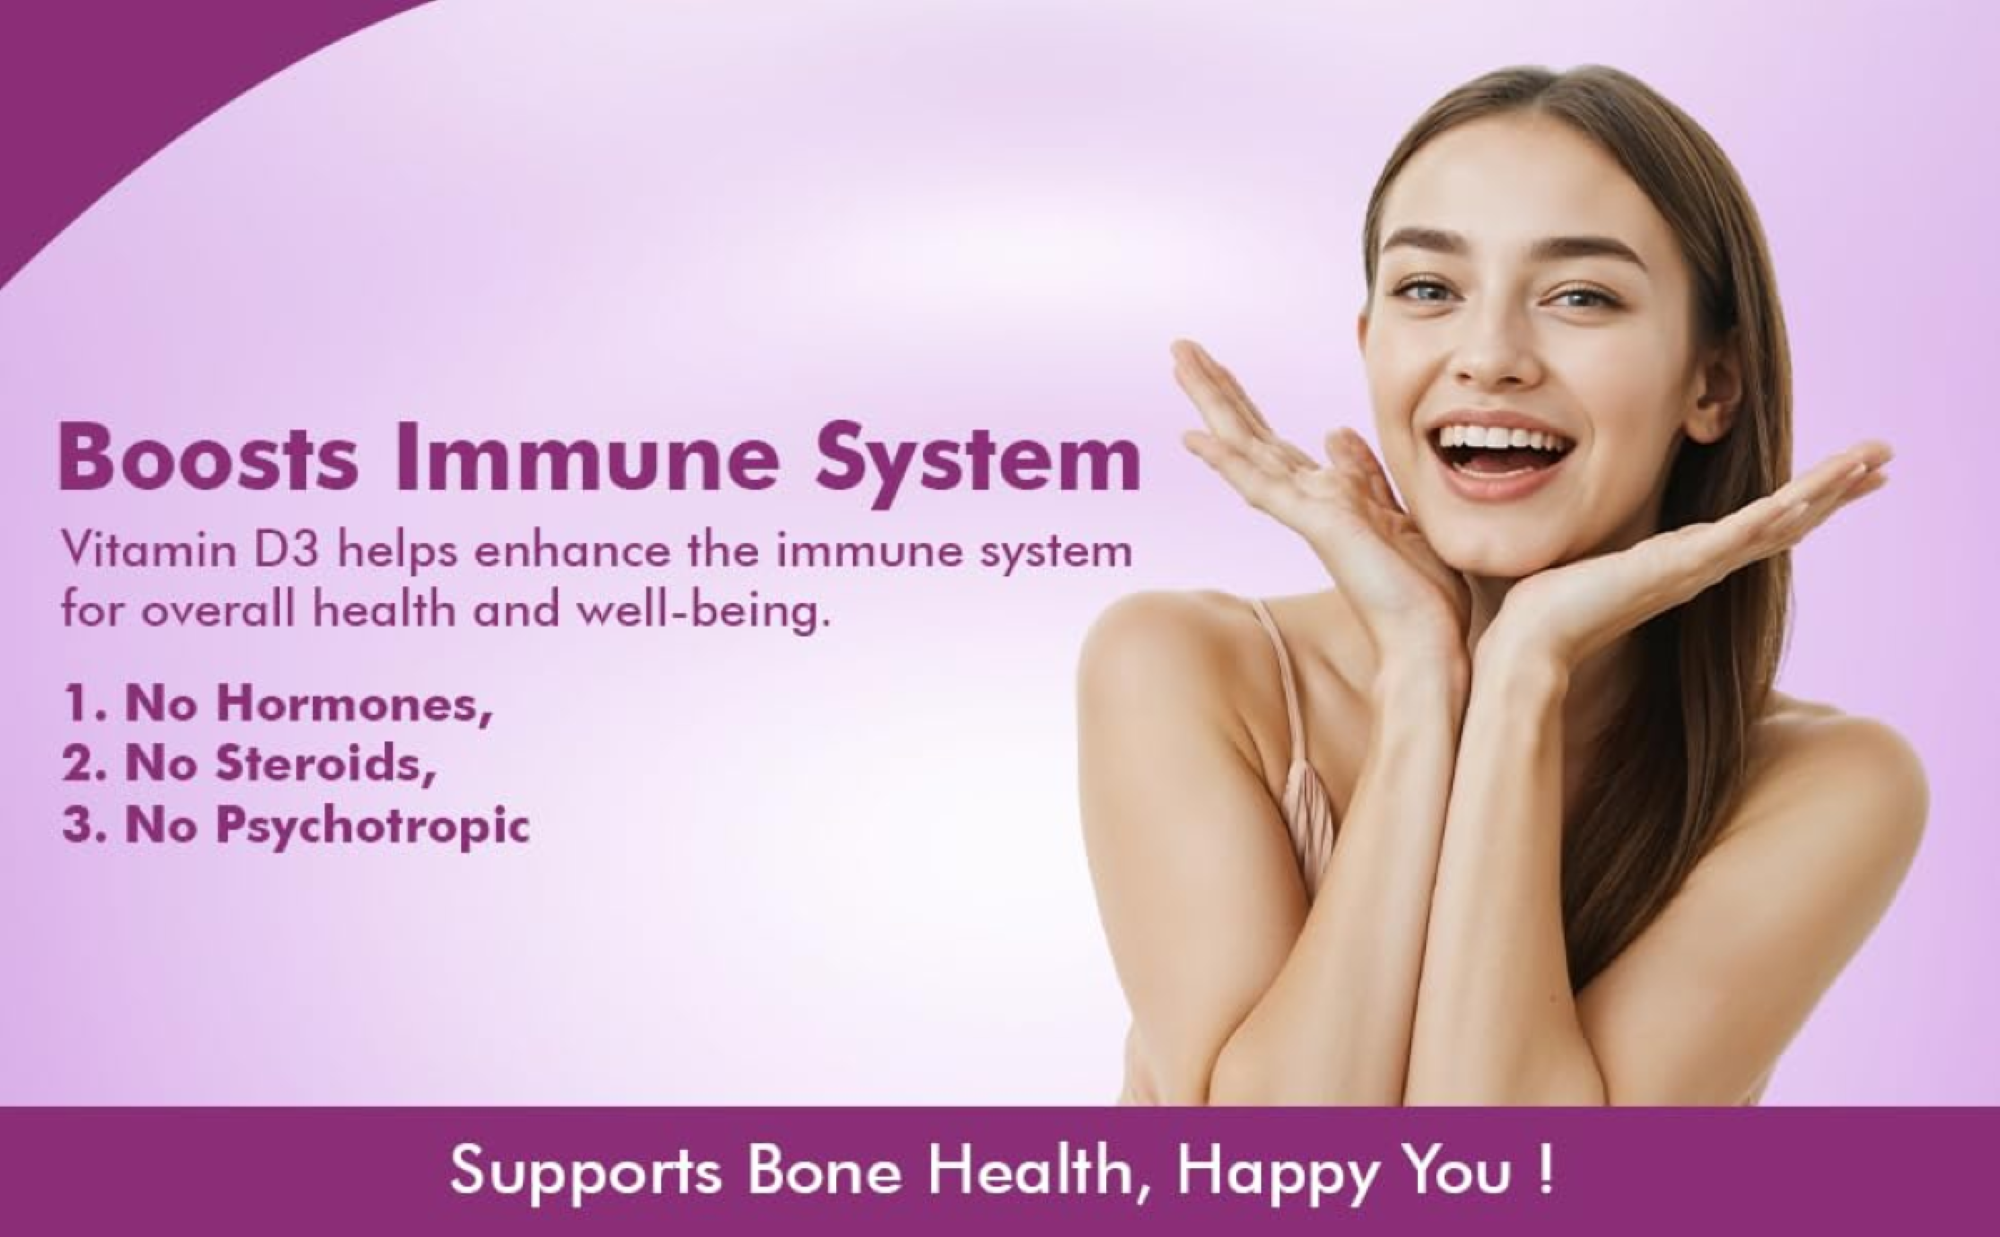 Boosts Immune System
Vitamin D3 helps enhance the immune system
for overall health and well-being.
1. No Hormones,
2. No Steroids,
3. No Psychotropic
Supports Bone Health, Happy You !